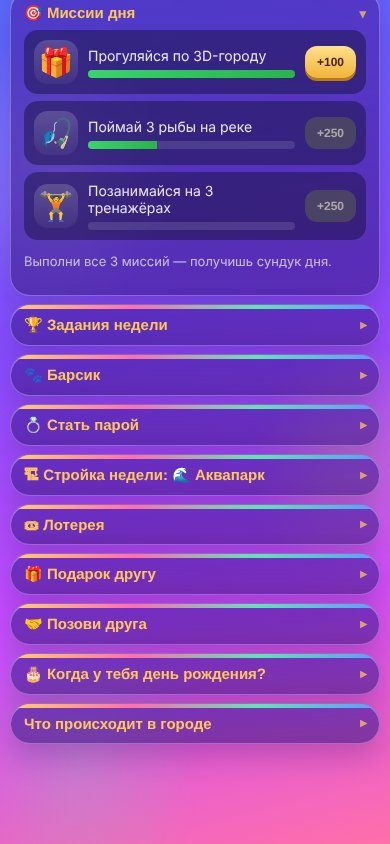 🎯 Миссии дня ▼
Прогуляйся по 3D-городу
+100
Поймай 3 рыбы на реке
+250
Позанимайся на 3
тренажёрах
+250
Выполни все 3 миссий — получишь сундук дня.
🏆 Задания недели ▶
🐾 Барсик ▶
💍 Стать парой ▶
🏗 Стройка недели: 🌊 Аквапарк ▶
🎟 Лотерея ▶
🎁 Подарок другу ▶
🤝 Позови друга ▶
🎂 Когда у тебя день рождения? ▶
Что происходит в городе ▶